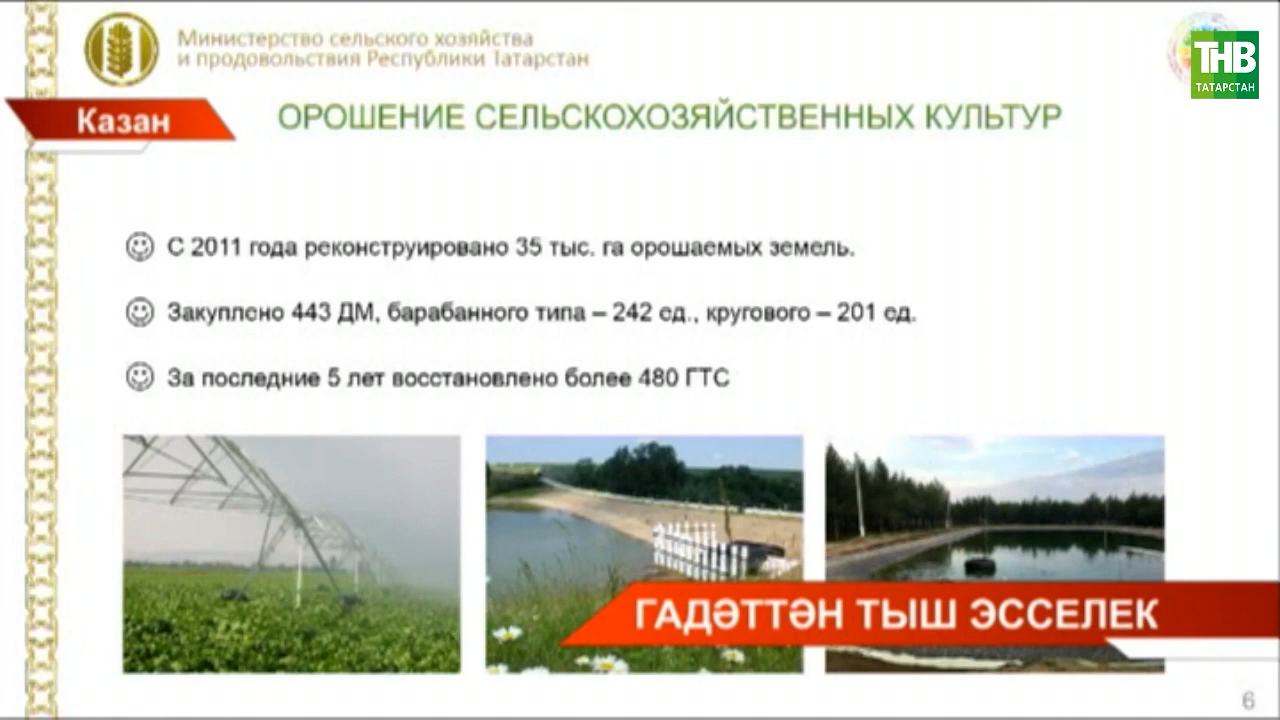 Министерство сельского хозяйства
и продовольствия Республики Татарстан
ТНВ
ТАТАРСТАН
Казан
ОРОШЕНИЕ СЕЛЬСКОХОЗЯЙСТВЕННЫХ КУЛЬТУР
С 2011 года реконструировано 35 тыс. га орошаемых земель.
Закуплено 443 ДМ, барабанного типа – 242 ед., кругового – 201 ед.
За последние 5 лет восстановлено более 480 ГТС
ГАДӘТТӘН ТЫШ ЭССЕЛЕК
6